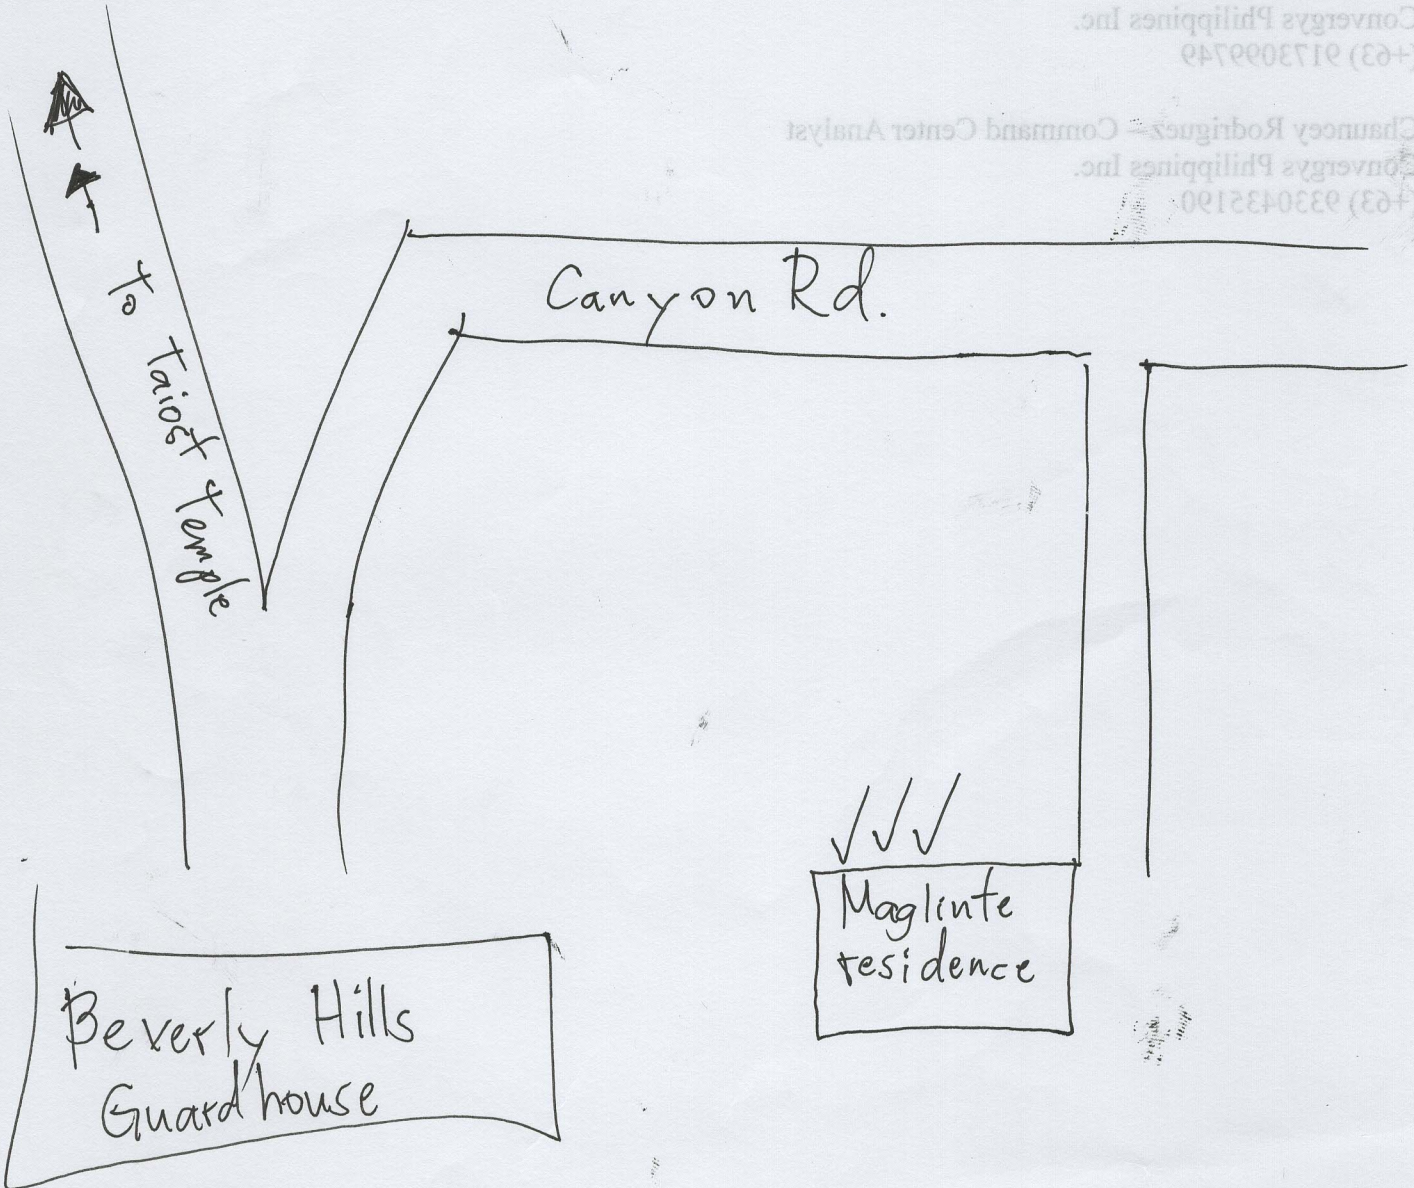 Convergys Philippines Inc.
(+63) 9173099749
Chauncey Rodriguez– Command Center Analyst
Convergys Philippines Inc.
(+63) 9330435190
To Taiost Temple
Canyon Rd.
Maglinte
residence
Beverly Hills
Guardhouse